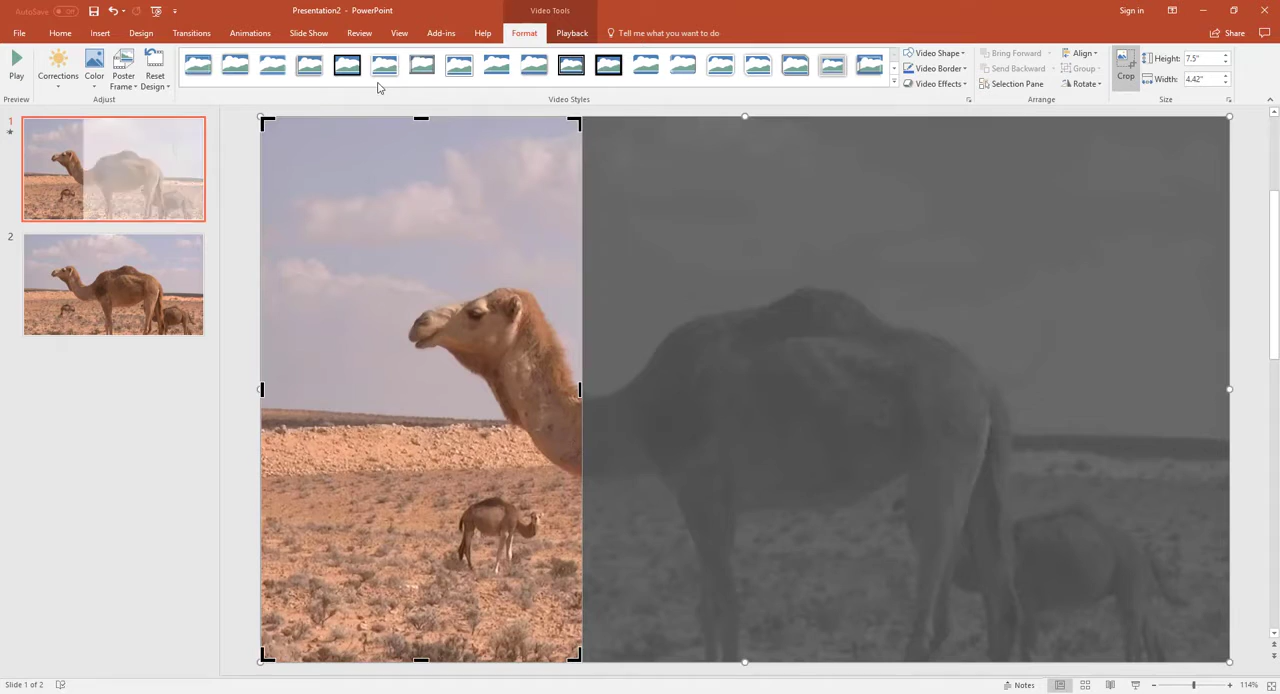 AutoSave Off
Presentation2 - PowerPoint
Video Tools
Sign in
File Home Insert Draw Design Transitions Animations Slide Show Review View Add-ins Help Format Playback Tell me what you want to do Share
Play
Corrections
Color
Poster Frame
Reset Design
Video Shape
Video Border
Video Effects
Bring Forward
Send Backward
Selection Pane
Align
Group
Rotate
Crop
Height: 7.5"
Width: 4.42"
Preview Adjust Video Styles Arrange Size
1
2
Slide 1 of 2
Notes
114%